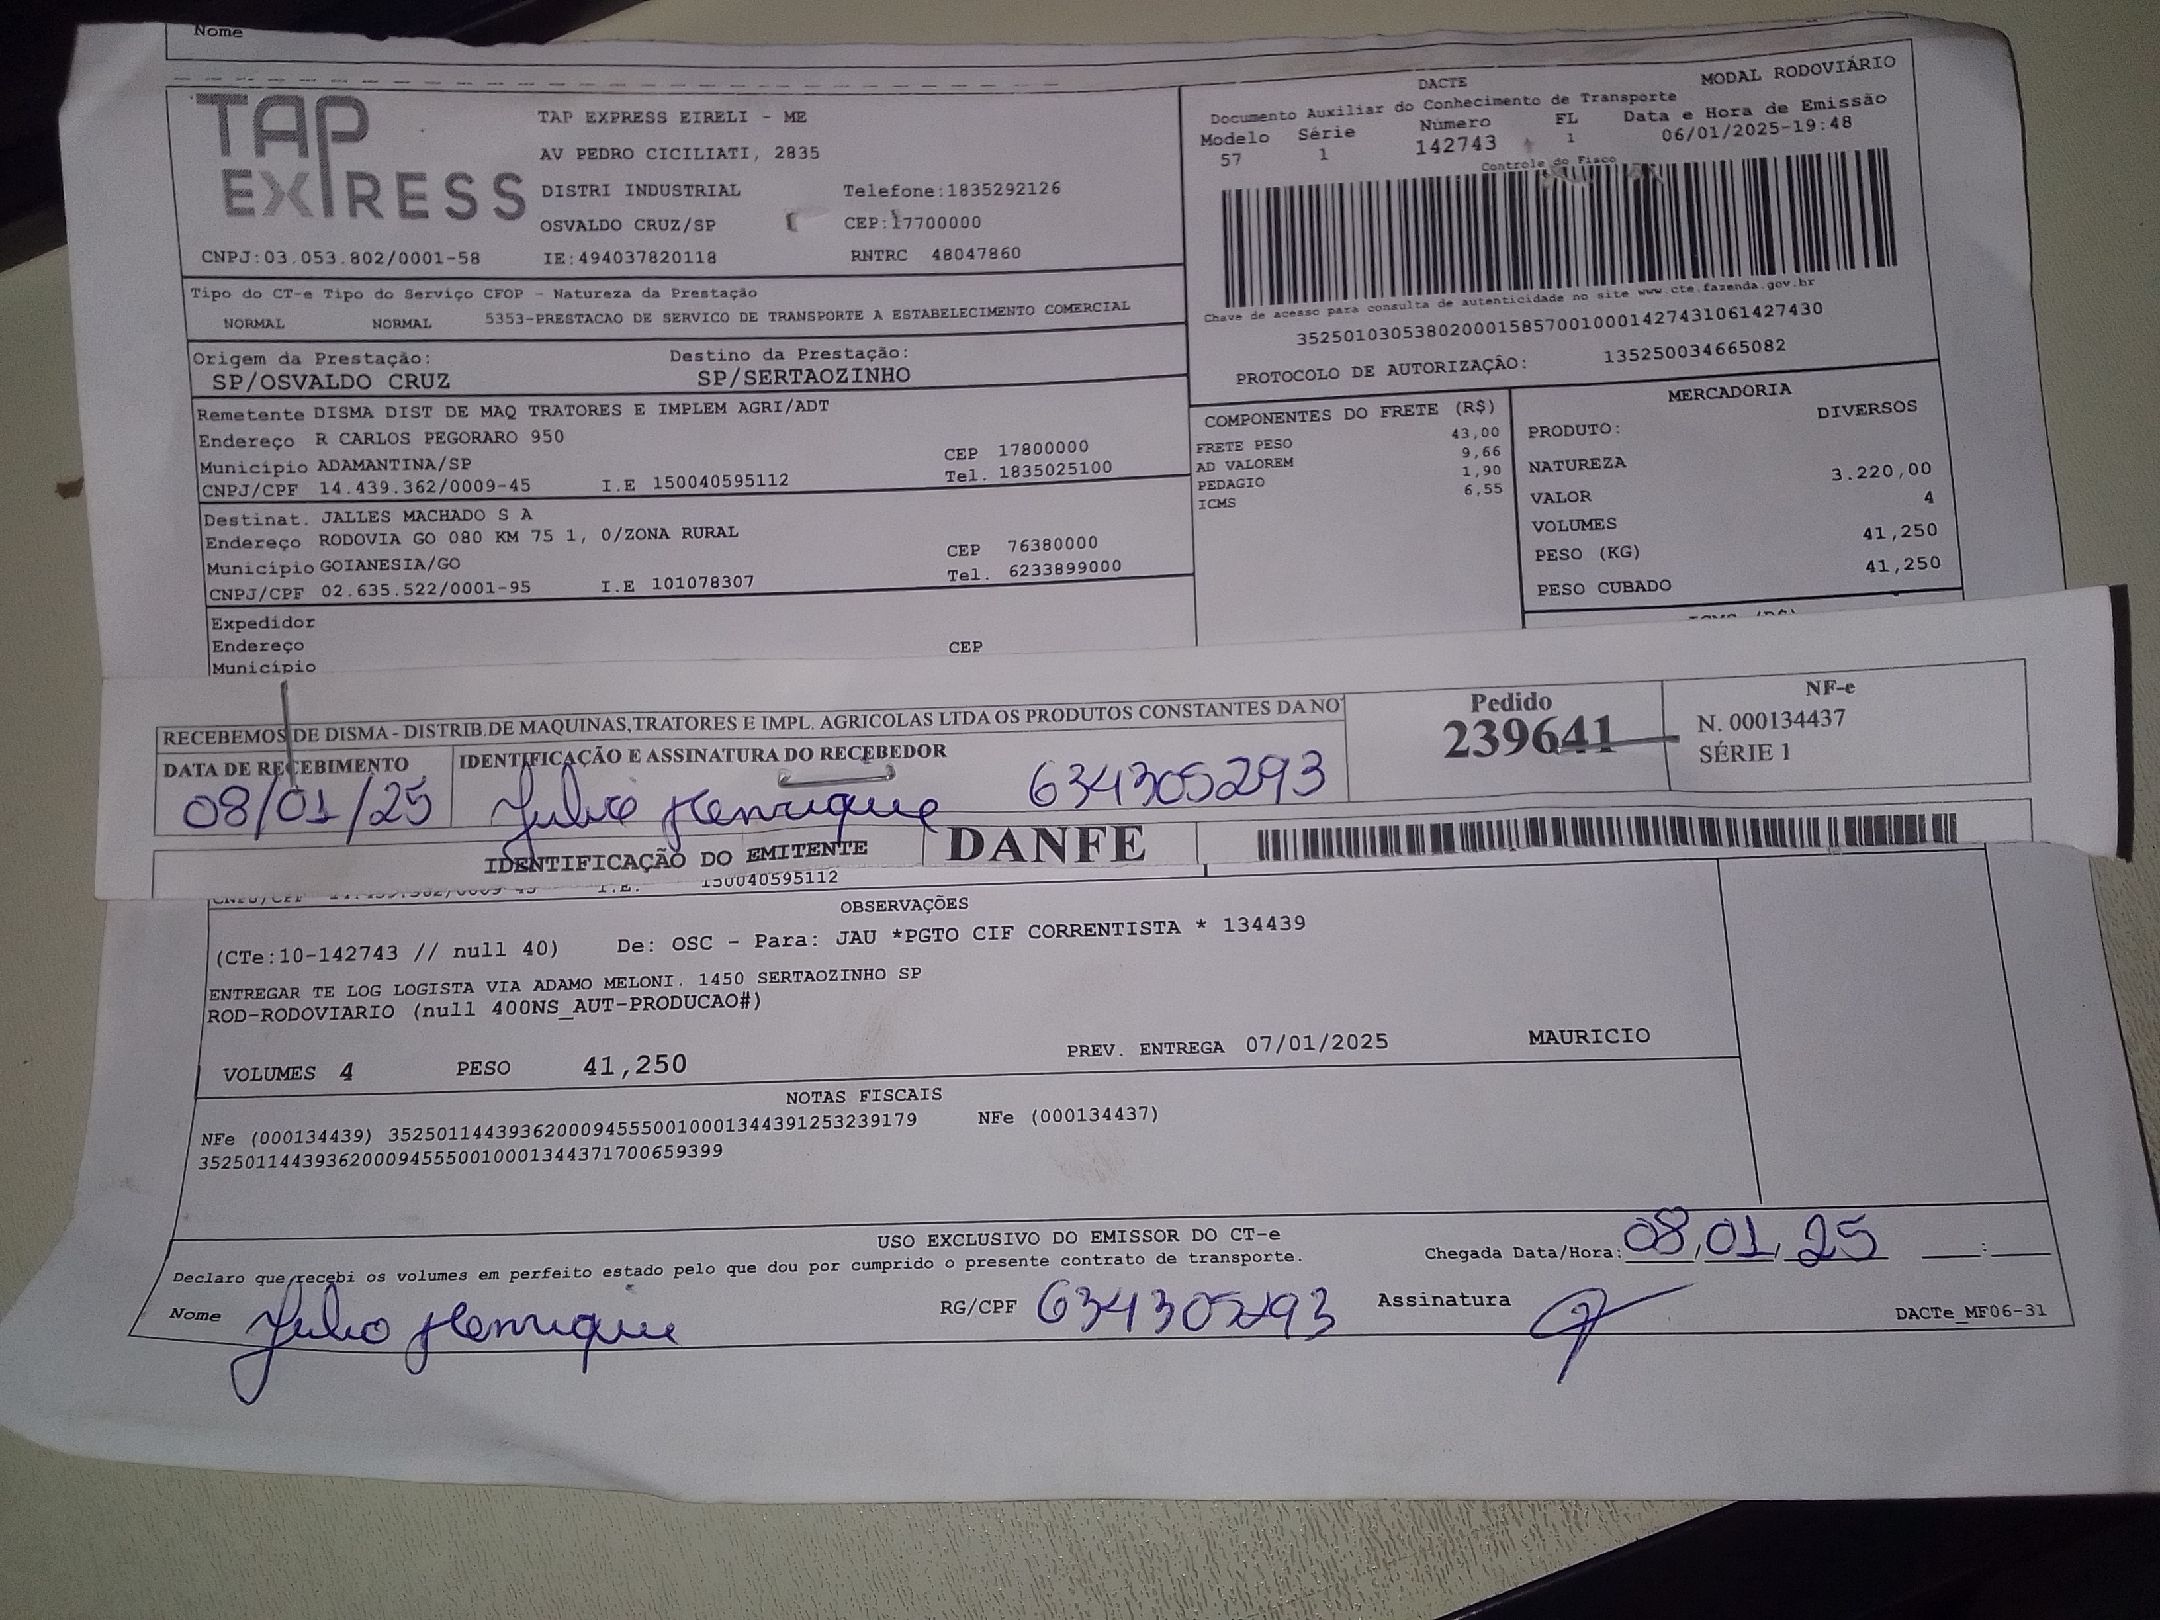 Nome
TAP EXPRESS
TAP EXPRESS EIRELI - ME
AV PEDRO CICILIATI, 2835
DISTRI INDUSTRIAL Telefone:1835292126
OSVALDO CRUZ/SP CEP:17700000
CNPJ:03.053.802/0001-58 IE:494037820118 RNTRC 48047860
DACTE MODAL RODOVIÁRIO
Documento Auxiliar do Conhecimento de Transporte
Modelo Série Número FL Data e Hora de Emissão
57 1 142743 1 06/01/2025-19:48
Controle do Fisco
Chave de acesso para consulta de autenticidade no site www.cte.fazenda.gov.br
35250103053802000158570010001427431061427430
PROTOCOLO DE AUTORIZAÇÃO: 135250034665082
Tipo do CT-e Tipo do Serviço CFOP - Natureza da Prestação
NORMAL NORMAL 5353-PRESTACAO DE SERVICO DE TRANSPORTE A ESTABELECIMENTO COMERCIAL
Origem da Prestação: Destino da Prestação:
SP/OSVALDO CRUZ SP/SERTAOZINHO
Remetente DISMA DIST DE MAQ TRATORES E IMPLEM AGRI/ADT
Endereço R CARLOS PEGORARO 950
Município ADAMANTINA/SP CEP 17800000
CNPJ/CPF 14.439.362/0009-45 I.E 150040595112 Tel. 1835025100
Destinat. JALLES MACHADO S A
Endereço RODOVIA GO 080 KM 75 1, 0/ZONA RURAL
Município GOIANESIA/GO CEP 76380000
CNPJ/CPF 02.635.522/0001-95 I.E 101078307 Tel. 6233899000
Expedidor
Endereço
Município CEP
COMPONENTES DO FRETE (R$)
FRETE PESO 43,00
AD VALOREM 9,66
PEDAGIO 1,90
ICMS 6,55
MERCADORIA
PRODUTO: DIVERSOS
NATUREZA
VALOR 3.220,00
VOLUMES 4
PESO (KG) 41,250
PESO CUBADO 41,250
RECEBEMOS DE DISMA - DISTRIB.DE MAQUINAS,TRATORES E IMPL. AGRICOLAS LTDA OS PRODUTOS CONSTANTES DA NO
DATA DE RECEBIMENTO IDENTIFICAÇÃO E ASSINATURA DO RECEBEDOR
08/01/25 Julio Henrique 634305293
Pedido
239641
NF-e
N. 000134437
SÉRIE 1
IDENTIFICAÇÃO DO EMITENTE DANFE
CNPJ/CPF 14.439.362/0009-45 I.E. 150040595112
OBSERVAÇÕES
(CTe:10-142743 // null 40) De: OSC - Para: JAU *PGTO CIF CORRENTISTA * 134439
ENTREGAR TE LOG LOGISTA VIA ADAMO MELONI. 1450 SERTAOZINHO SP
ROD-RODOVIARIO (null 400NS_AUT-PRODUCAO#)
VOLUMES 4 PESO 41,250 PREV. ENTREGA 07/01/2025 MAURICIO
NOTAS FISCAIS
NFe (000134439) 35250114439362000945550010001344391253239179 NFe (000134437)
35250114439362000945550010001344371700659399
USO EXCLUSIVO DO EMISSOR DO CT-e
Declaro que recebi os volumes em perfeito estado pelo que dou por cumprido o presente contrato de transporte.
Chegada Data/Hora: 08/01/25 __:__
Nome Julio Henrique RG/CPF 634305293 Assinatura
DACTe_MF06-31